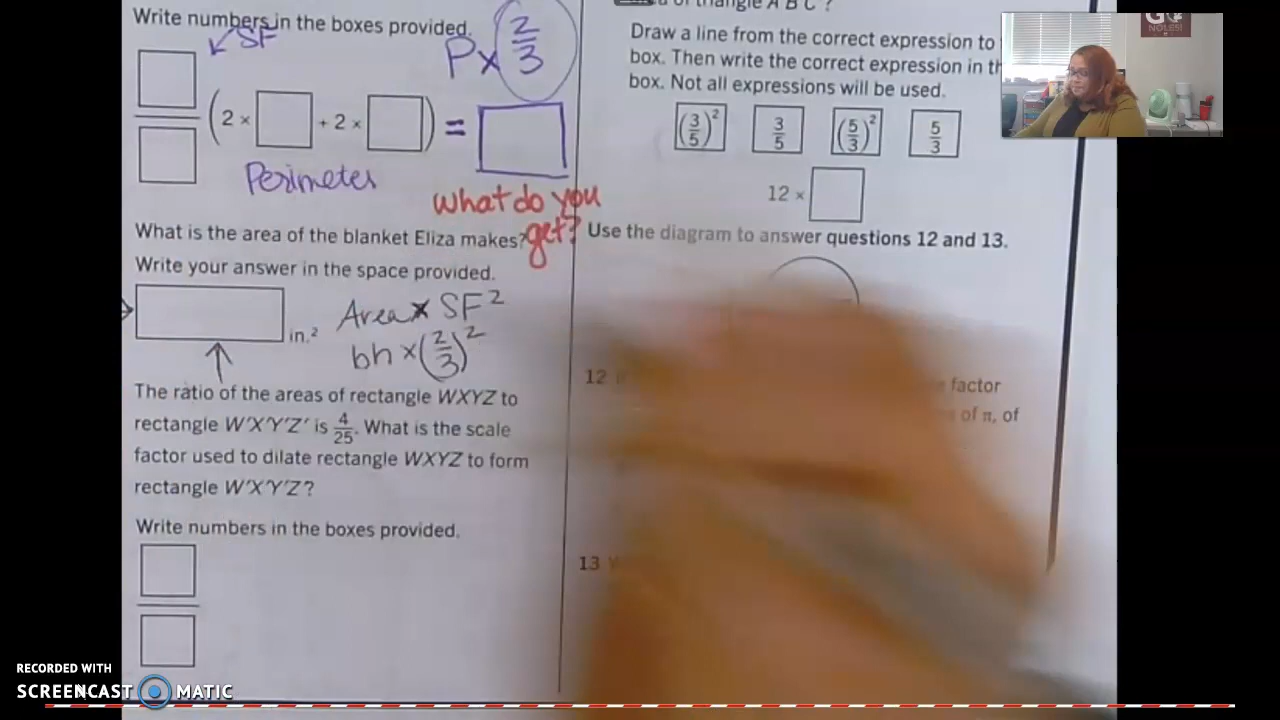 Write numbers in the boxes provided.
SF
P x 2/3
( 2 × + 2 × ) =
Perimeter
What do you
get?
What is the area of the blanket Eliza makes?
Write your answer in the space provided.
in.²
Area x SF²
bh x (2/3)²
The ratio of the areas of rectangle WXYZ to
rectangle W'X'Y'Z' is 4/25. What is the scale
factor used to dilate rectangle WXYZ to form
rectangle W'X'Y'Z'?
Write numbers in the boxes provided.
of triangle A B C ?
Draw a line from the correct expression to
box. Then write the correct expression in
box. Not all expressions will be used.
(3/5)² 3/5 (5/3)² 5/3
12 ×
Use the diagram to answer questions 12 and 13.
12
factor
of π, of
13
GO
NOLES!
RECORDED WITH
SCREENCAST MATIC